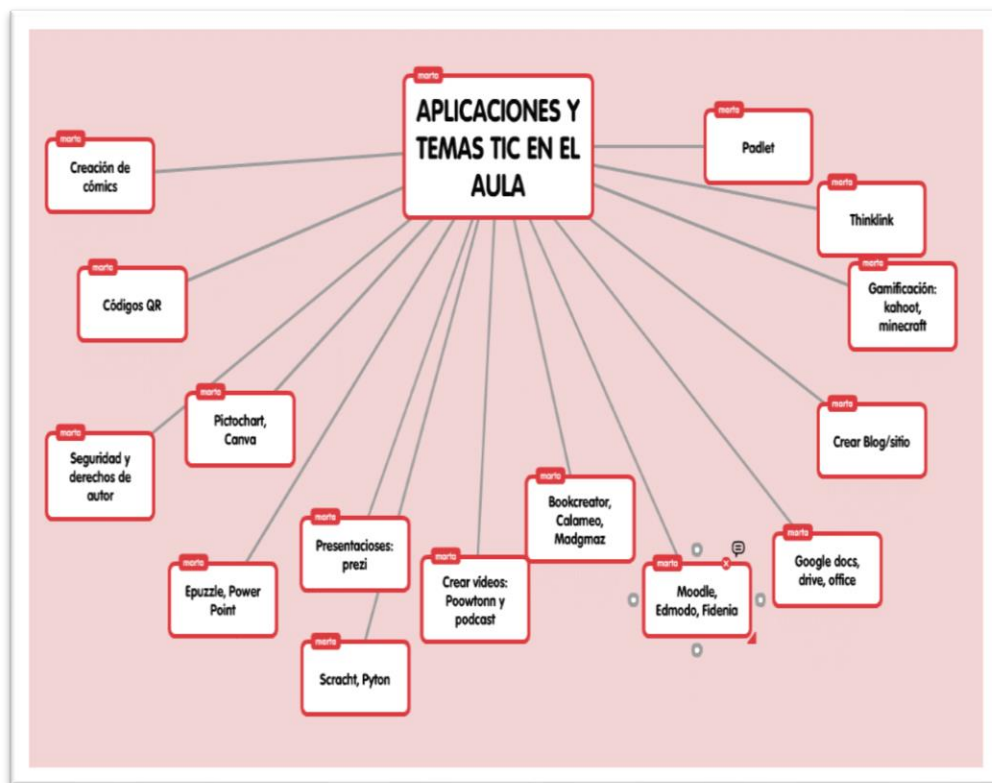 marta
APLICACIONES Y
TEMAS TIC EN EL
AULA
marta
Padlet
marta
Creación de
cómics
marta
Thinklink
marta
Gamificación:
kahoot,
minecraft
marta
Códigos QR
marta
Pictochart,
Canva
marta
Crear Blog/sitio
marta
Seguridad y
derechos de
autor
marta
Bookcreator,
Calameo,
Madgmaz
marta
Presentacioses:
prezi
marta
Google docs,
drive, office
marta
Epuzzle, Power
Point
marta
Crear vídeos:
Poowtonn y
podcast
marta
Moodle,
Edmodo, Fidenia
marta
Scracht, Pyton